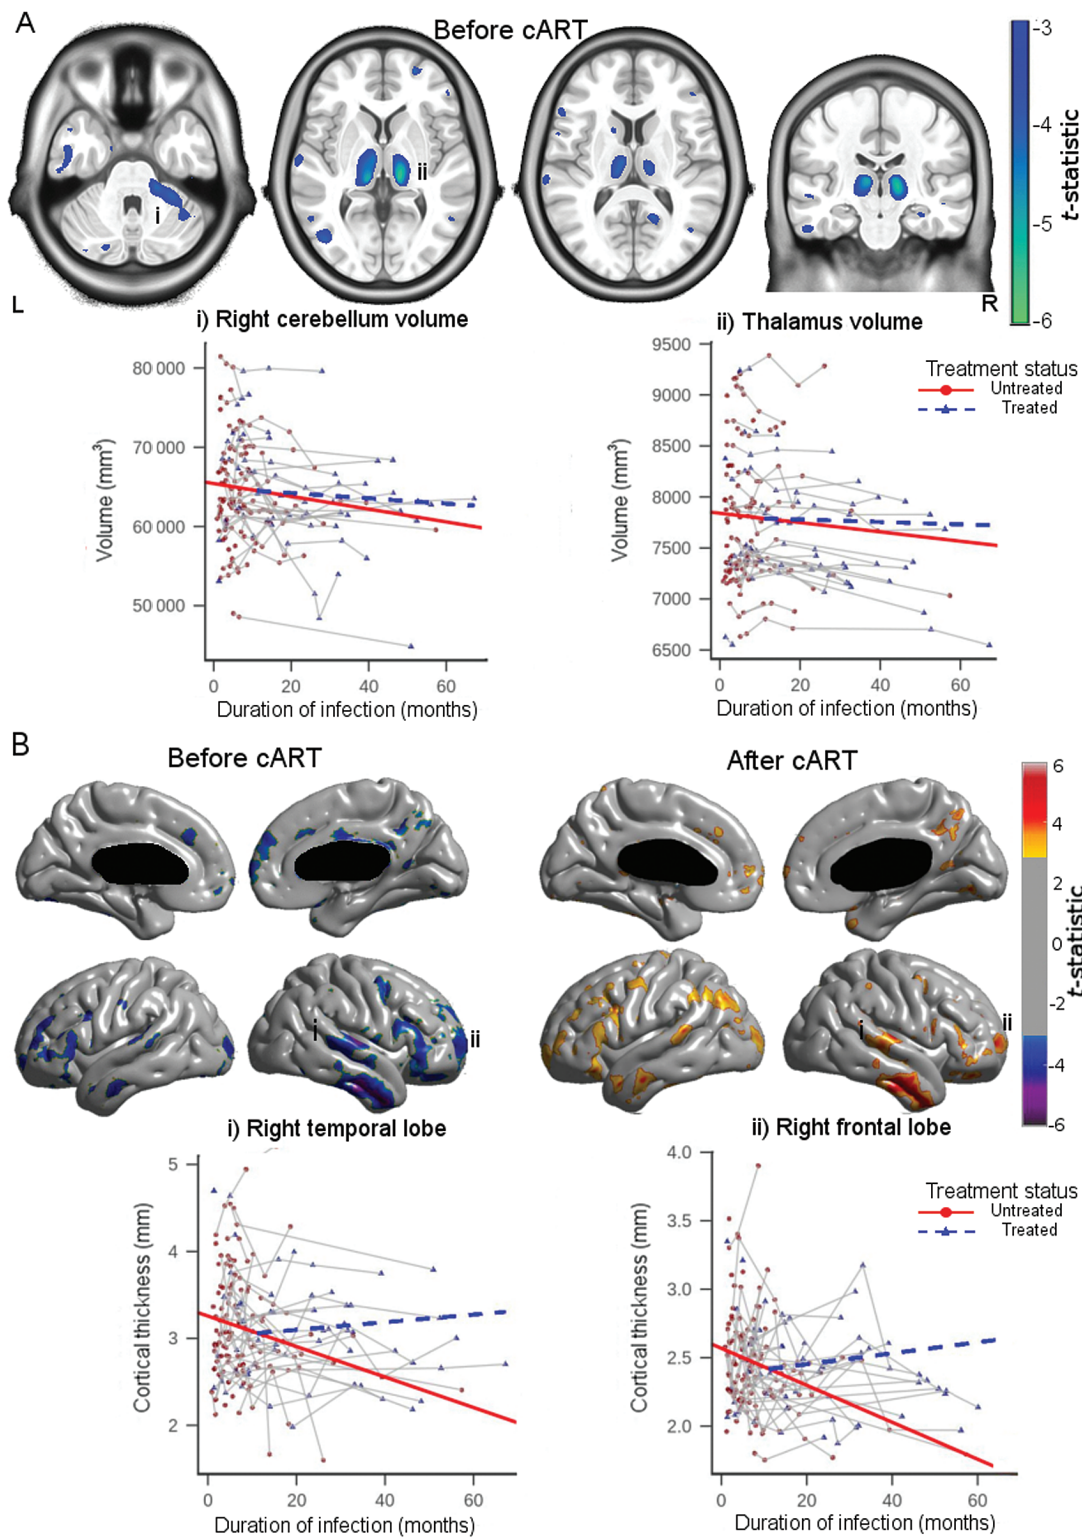 A
Before cART
i
ii
-3
-4
-5
-6
t-statistic
L
R
i) Right cerebellum volume
80 000
70 000
60 000
50 000
Volume (mm³)
0 20 40 60
Duration of infection (months)
ii) Thalamus volume
9500
9000
8500
8000
7500
7000
6500
Volume (mm³)
0 20 40 60
Duration of infection (months)
Treatment status
Untreated
Treated
B
Before cART
After cART
i
ii
i
ii
6
4
2
0
-2
-4
-6
t-statistic
i) Right temporal lobe
5
4
3
2
Cortical thickness (mm)
0 20 40 60
Duration of infection (months)
ii) Right frontal lobe
4.0
3.5
3.0
2.5
2.0
Cortical thickness (mm)
0 20 40 60
Duration of infection (months)
Treatment status
Untreated
Treated